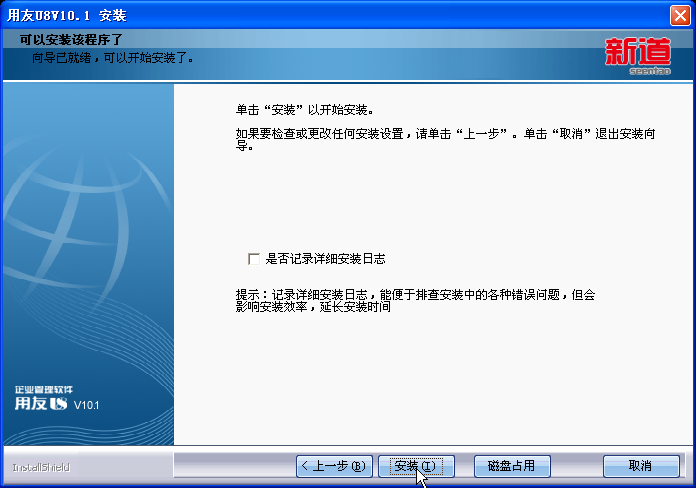 用友U8V10.1 安装
可以安装该程序了
向导已就绪，可以开始安装了。
新道
seentao
单击“安装”以开始安装。
如果要检查或更改任何安装设置，请单击“上一步”。单击“取消”退出安装向
导。
是否记录详细安装日志
提示：记录详细安装日志，能便于排查安装中的各种错误问题，但会
影响安装效率，延长安装时间
企业管理软件
用友 U8 V10.1
InstallShield
< 上一步(B)
安装(I)
磁盘占用
取消